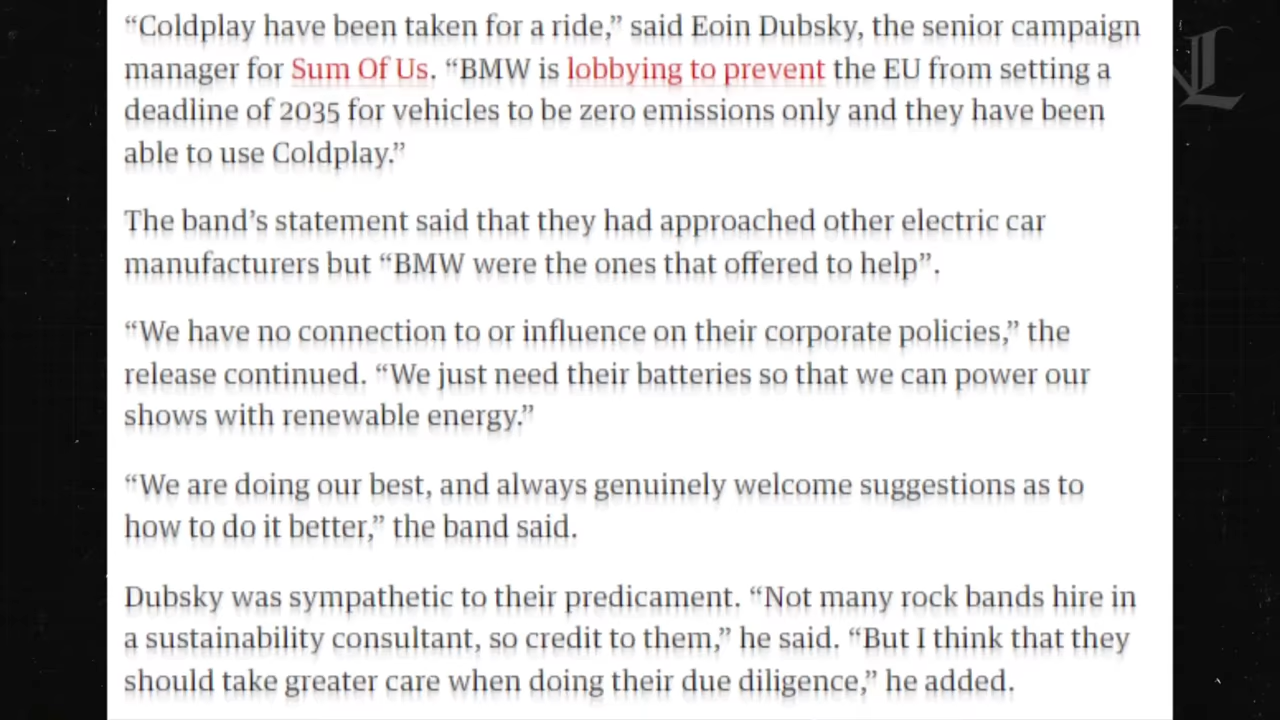 “Coldplay have been taken for a ride,” said Eoin Dubsky, the senior campaign
manager for Sum Of Us. “BMW is lobbying to prevent the EU from setting a
deadline of 2035 for vehicles to be zero emissions only and they have been
able to use Coldplay.”
The band’s statement said that they had approached other electric car
manufacturers but “BMW were the ones that offered to help”.
“We have no connection to or influence on their corporate policies,” the
release continued. “We just need their batteries so that we can power our
shows with renewable energy.”
“We are doing our best, and always genuinely welcome suggestions as to
how to do it better,” the band said.
Dubsky was sympathetic to their predicament. “Not many rock bands hire in
a sustainability consultant, so credit to them,” he said. “But I think that they
should take greater care when doing their due diligence,” he added.